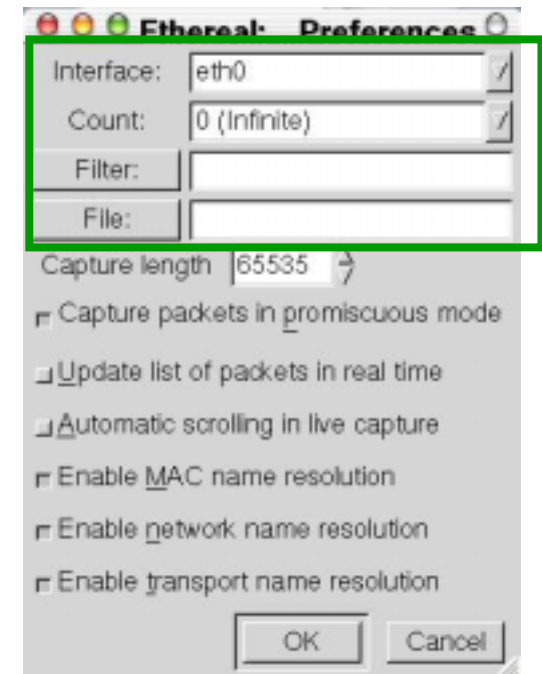 Ethereal: Preferences
Interface: eth0
Count: 0 (Infinite)
Filter:
File:
Capture length 65535
Capture packets in promiscuous mode
Update list of packets in real time
Automatic scrolling in live capture
Enable MAC name resolution
Enable network name resolution
Enable transport name resolution
OK Cancel